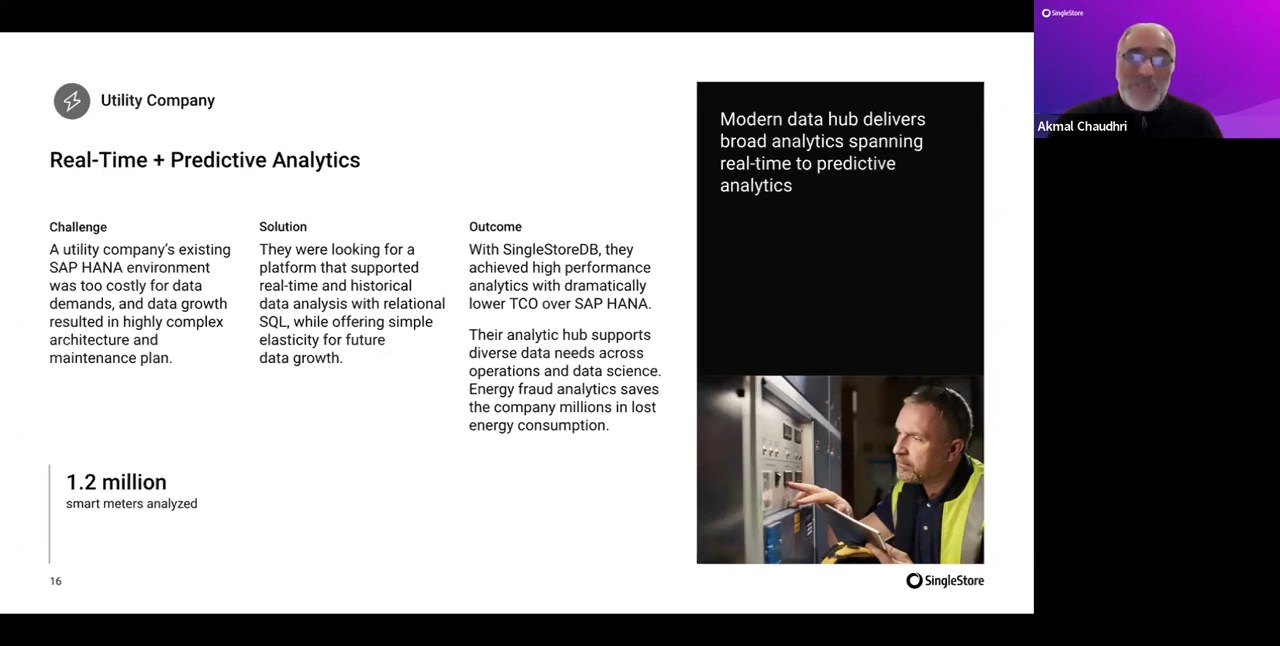 Utility Company
Real-Time + Predictive Analytics
Challenge
A utility company’s existing
SAP HANA environment
was too costly for data
demands, and data growth
resulted in highly complex
architecture and
maintenance plan.
Solution
They were looking for a
platform that supported
real-time and historical
data analysis with relational
SQL, while offering simple
elasticity for future
data growth.
Outcome
With SingleStoreDB, they
achieved high performance
analytics with dramatically
lower TCO over SAP HANA.
Their analytic hub supports
diverse data needs across
operations and data science.
Energy fraud analytics saves
the company millions in lost
energy consumption.
1.2 million
smart meters analyzed
16
Modern data hub delivers
broad analytics spanning
real-time to predictive
analytics
SingleStore
SingleStore
Akmal Chaudhri